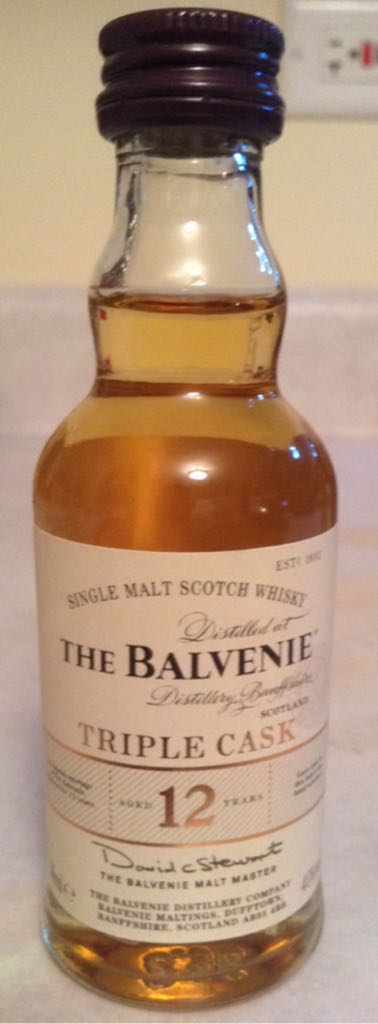 ESTD 1892
SINGLE MALT SCOTCH WHISKY
Distilled at
THE BALVENIE
Distillery, Banffshire
SCOTLAND
TRIPLE CASK
AGED 12 YEARS
David C Stewart
THE BALVENIE MALT MASTER
THE BALVENIE DISTILLERY COMPANY
BALVENIE MALTINGS, DUFFTOWN,
BANFFSHIRE, SCOTLAND AB55 4BB